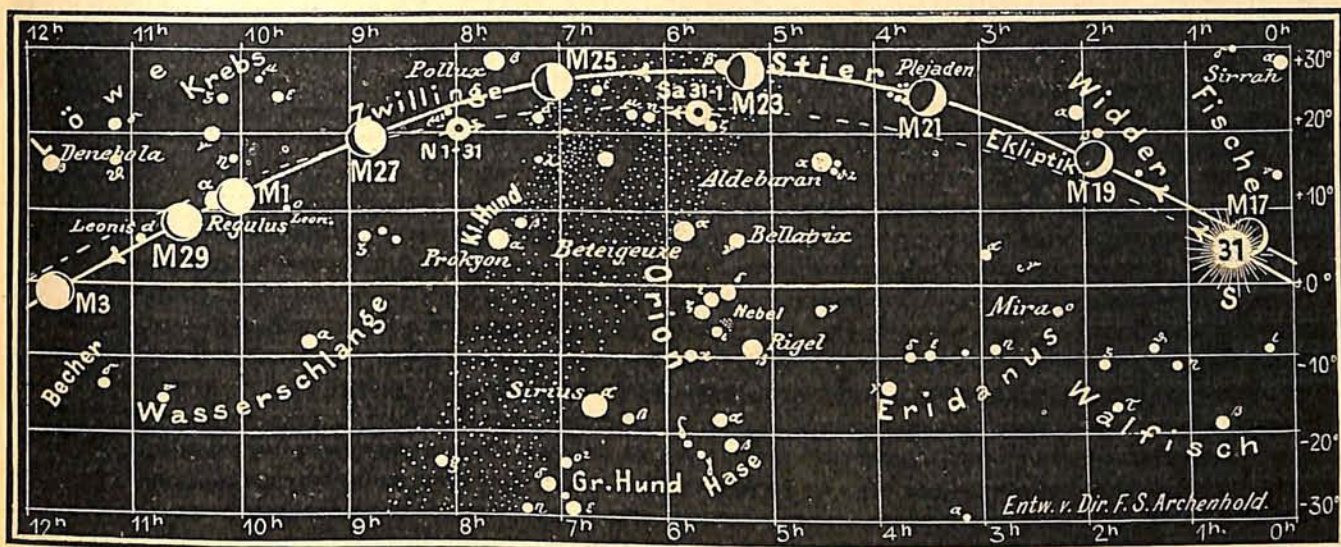 12h 11h 10h 9h 8h 7h 6h 5h 4h 3h 2h 1h 0h
+30°
Krebs
Pollux β
M25
β
Stier
Plejaden
Sirrah α
Zwillinge
Sa 31-1
M23
M21
Widder
Fische
+20°
N 1-31
Denebola
M27
Aldebaran α
Ekliptik
M19
M1
Leonis d
Regulus
Leon.
Kl.Hund β
+10°
M17
M29
Prokyon α
Beteigeuze α
Bellatrix γ
31
S
M3
±0°
Orion
Nebel
Mira o
Rigel β
-10°
Becher
Wasserschlange α
Eridanus
Walfisch
Sirius α
Hase
-20°
Gr.Hund
Entw. v. Dir. F. S. Archenhold.
-30°
12h 11h 10h 9h 8h 7h 6h 5h 4h 3h 2h 1h 0h